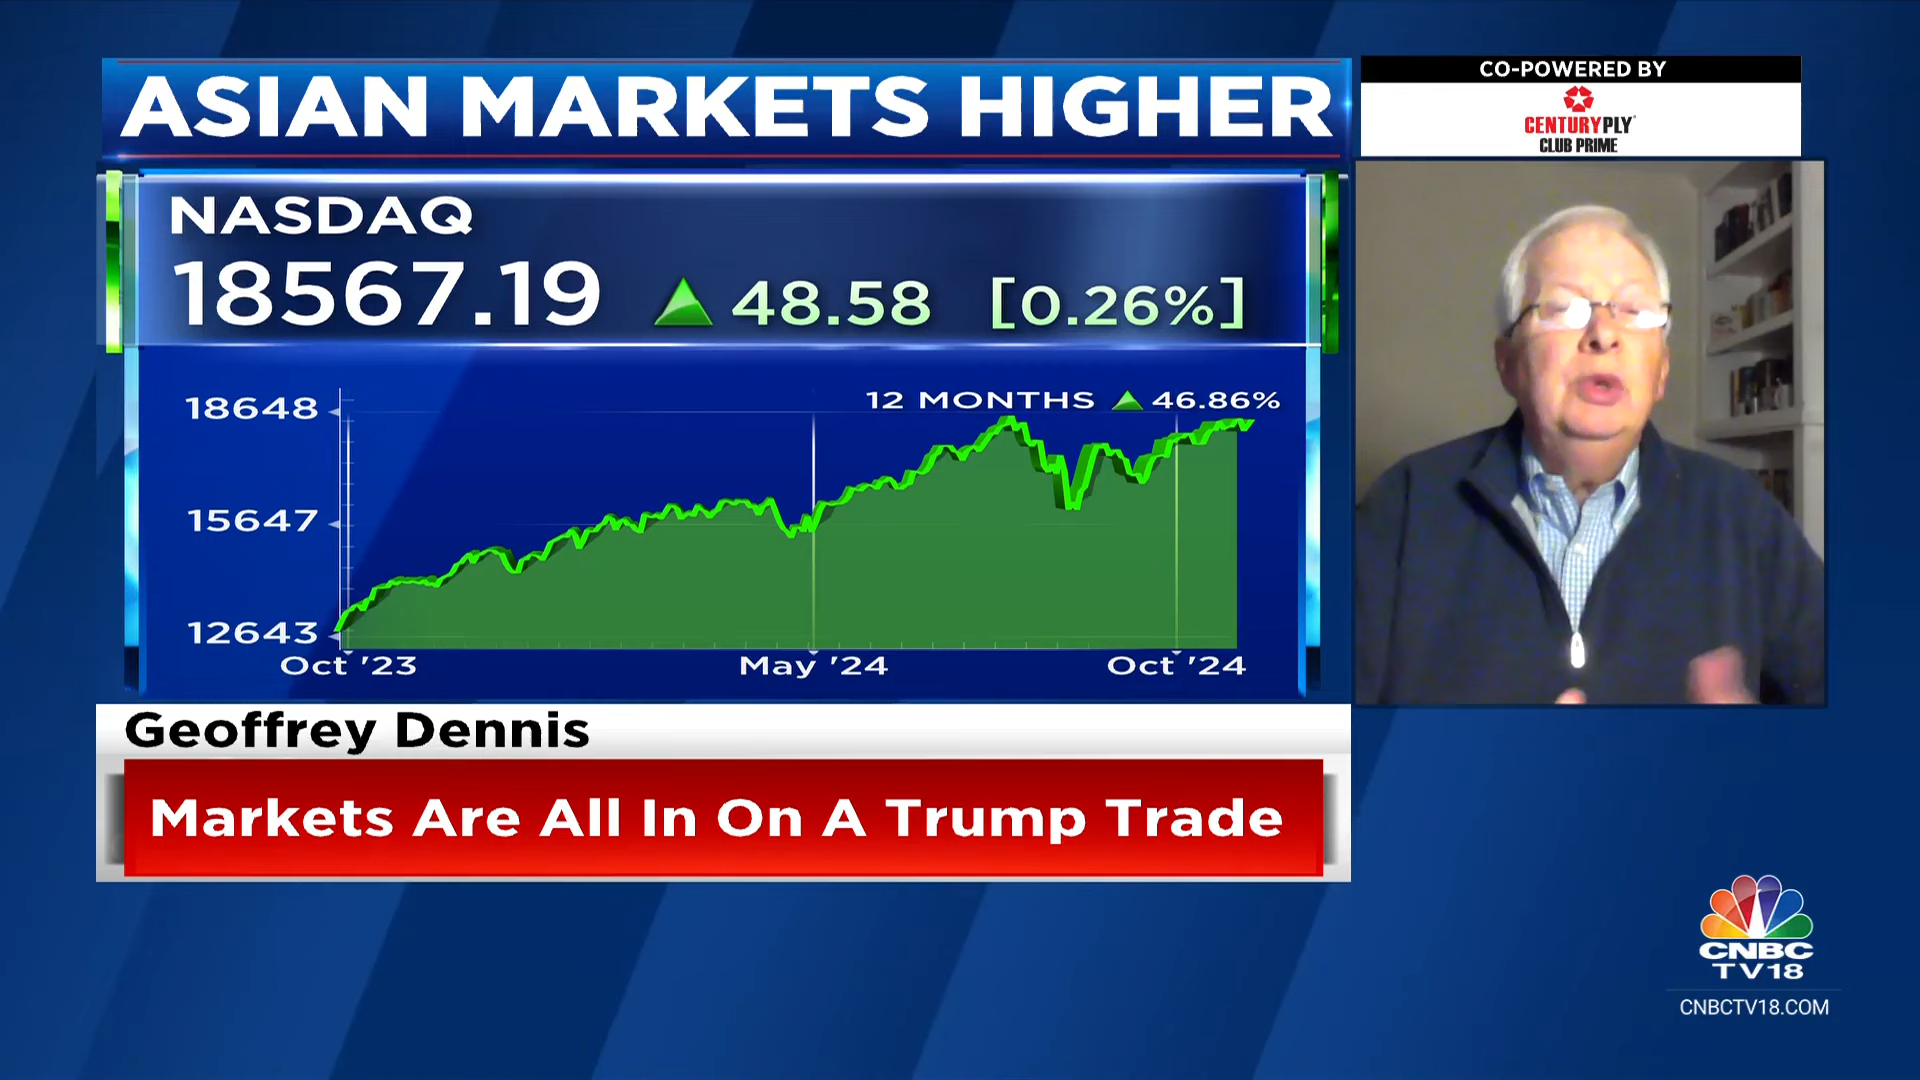 ASIAN MARKETS HIGHER
CO-POWERED BY
CENTURYPLY
CLUB PRIME
NASDAQ
18567.19 ▲ 48.58 [0.26%]
12 MONTHS ▲ 46.86%
18648
15647
12643
Oct '23 May '24 Oct '24
Geoffrey Dennis
Markets Are All In On A Trump Trade
CNBC
TV18
CNBCTV18.COM